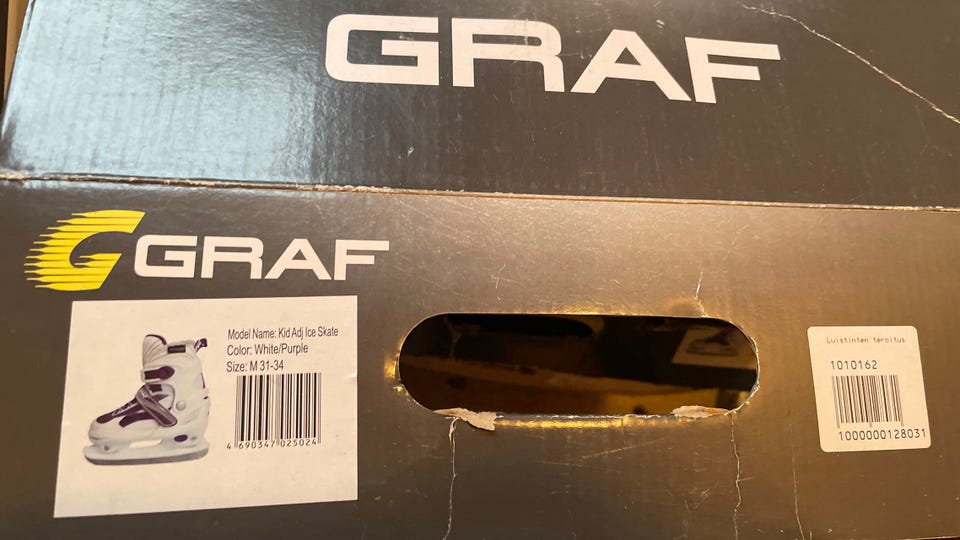 GRAF
GRAF
Model Name: Kid Adj Ice Skate
Color: White/Purple
Size: M 31-34
4 690347 025024
Luistinten teroitus
1010162
1000000128031